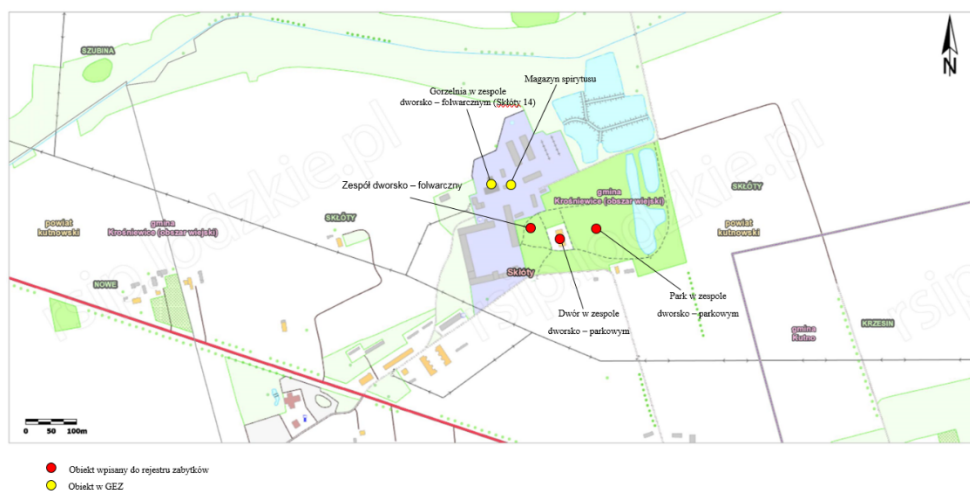 SZUBINA
Magazyn spirytusu
Gorzelnia w zespole
dworsko – folwarcznym (Skłóty 14)
N
Zespół dworsko – folwarczny
gmina
Krośniewice (obszar wiejski)
SKŁÓTY
powiat
kutnowski
gmina
Krośniewice (obszar wiejski)
SKŁÓTY
powiat
kutnowski
Skłóty
NOWE
Dwór w zespole
dworsko – parkowym
Park w zespole
dworsko – parkowym
gmina
Kutno
KRZESIN
0 50 100m
Obiekt wpisany do rejestru zabytków
Obiekt w GEZ